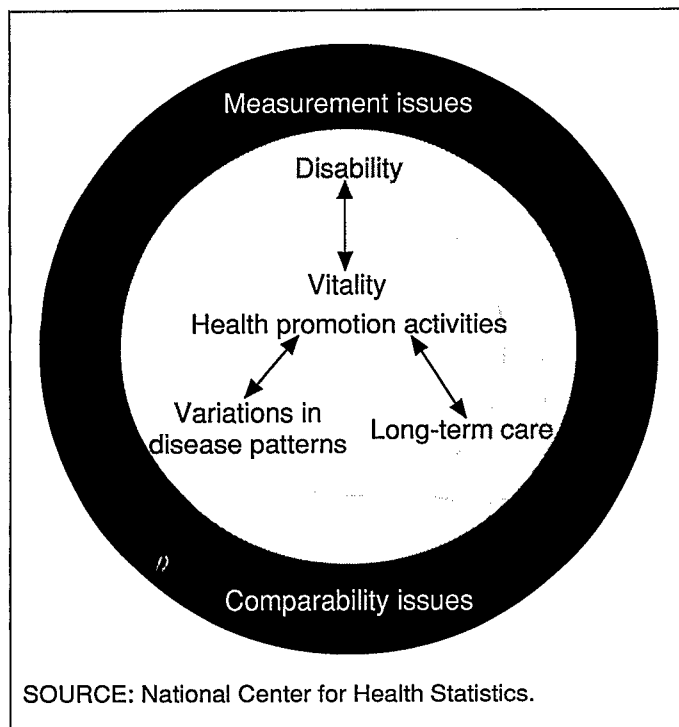 Measurement issues
Disability
Vitality
Health promotion activities
Variations in
disease patterns
Long-term care
Comparability issues
SOURCE: National Center for Health Statistics.